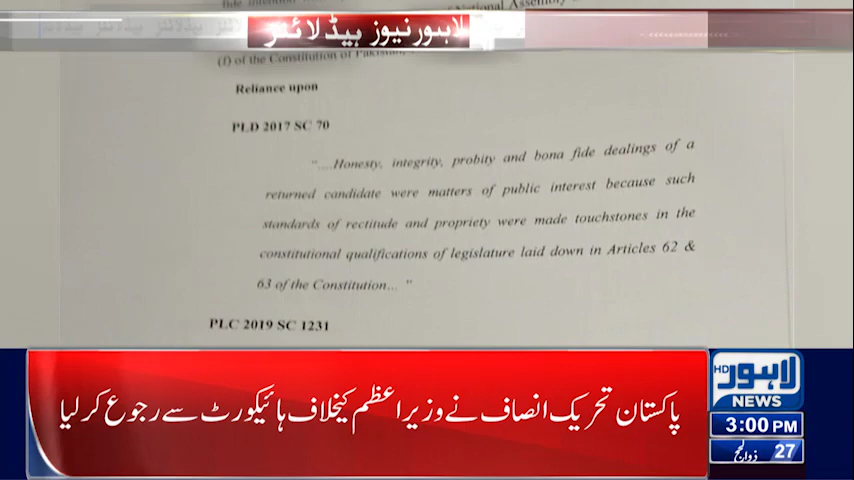 لاہور نیوز ہیڈلائنز
(f) of the Constitution of Pakistan,
Reliance upon
PLD 2017 SC 70
"....Honesty, integrity, probity and bona fide dealings of a
returned candidate were matters of public interest because such
standards of rectitude and propriety were made touchstones in the
constitutional qualifications of legislature laid down in Articles 62 &
63 of the Constitution... "
PLC 2019 SC 1231
پاکستان تحریک انصاف نے وزیراعظم کیخلاف ہائیکورٹ سے رجوع کر لیا
لاہور HD
NEWS
3:00 PM
27 ذوالحج